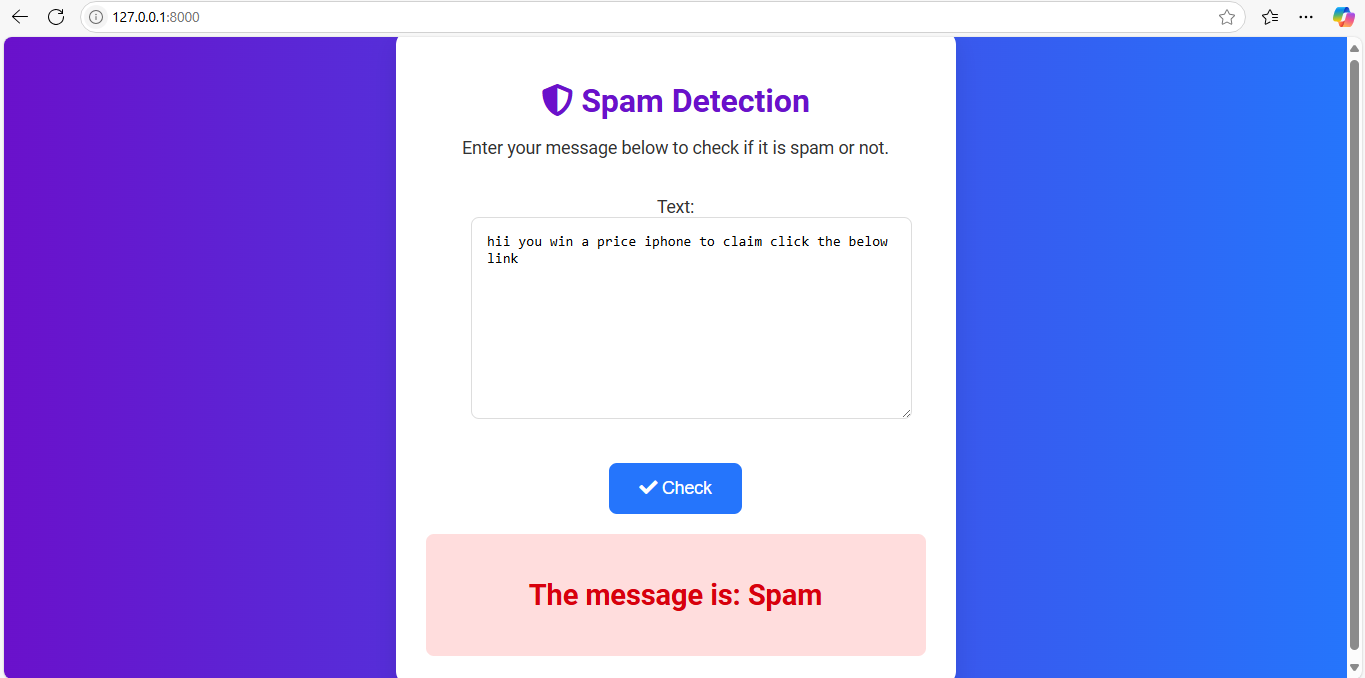 127.0.0.1:8000
Spam Detection
Enter your message below to check if it is spam or not.
Text:
hii you win a price iphone to claim click the below
link
Check
The message is: Spam